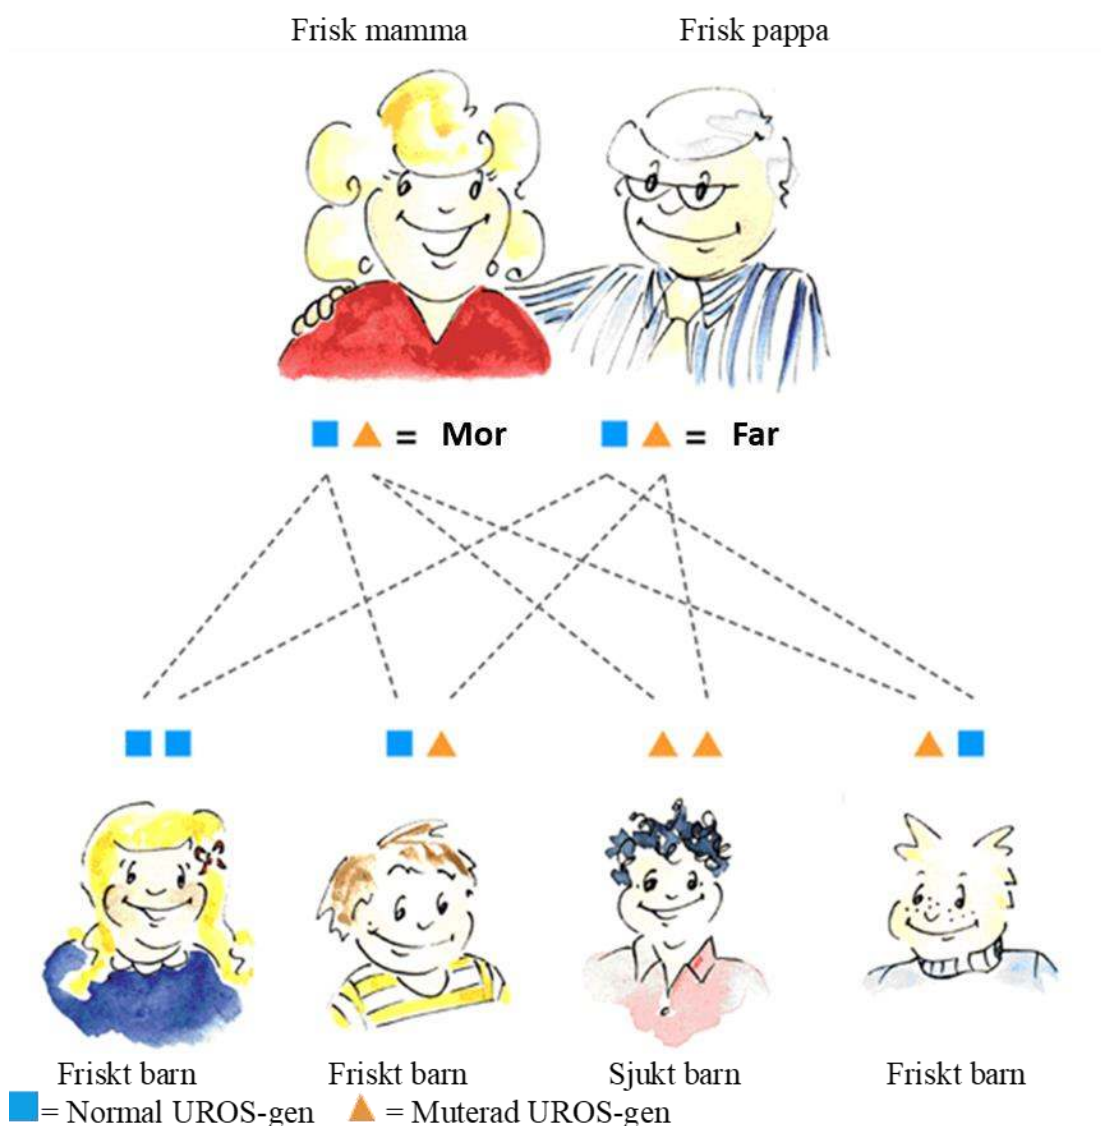 Frisk mamma Frisk pappa
= Mor = Far
Friskt barn Friskt barn Sjukt barn Friskt barn
= Normal UROS-gen = Muterad UROS-gen